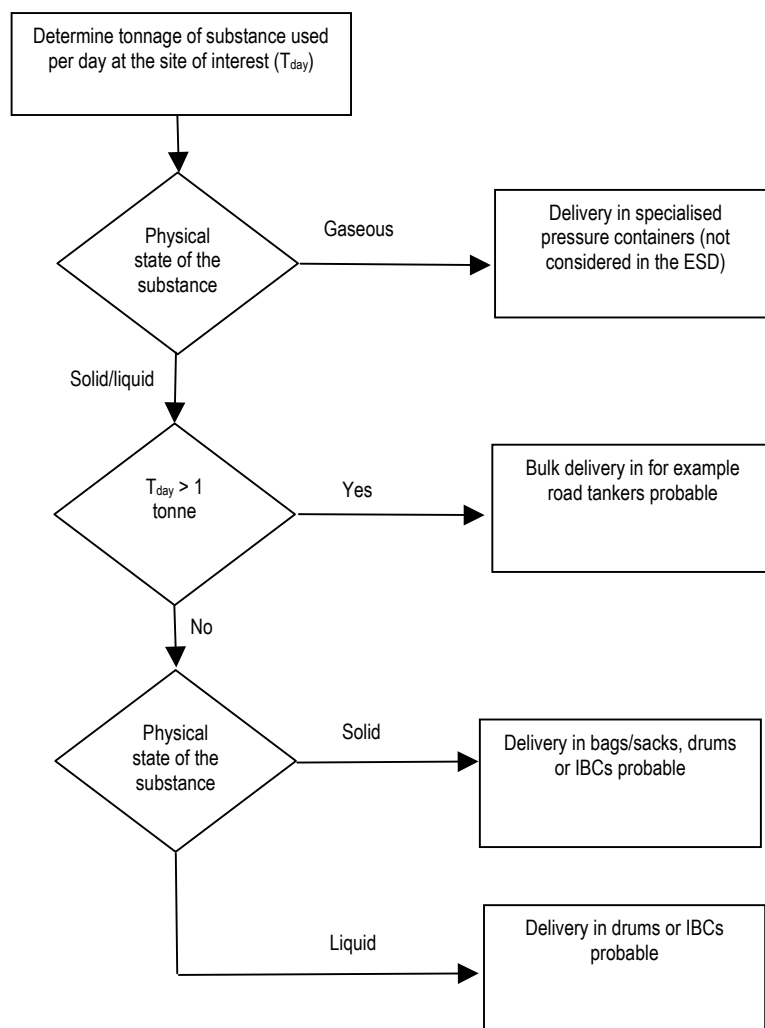 Determine tonnage of substance used
per day at the site of interest (Tday)
Physical
state of the
substance
Gaseous
Delivery in specialised
pressure containers (not
considered in the ESD)
Solid/liquid
Tday > 1
tonne
Yes
Bulk delivery in for example
road tankers probable
No
Physical
state of the
substance
Solid
Delivery in bags/sacks, drums
or IBCs probable
Liquid
Delivery in drums or IBCs
probable